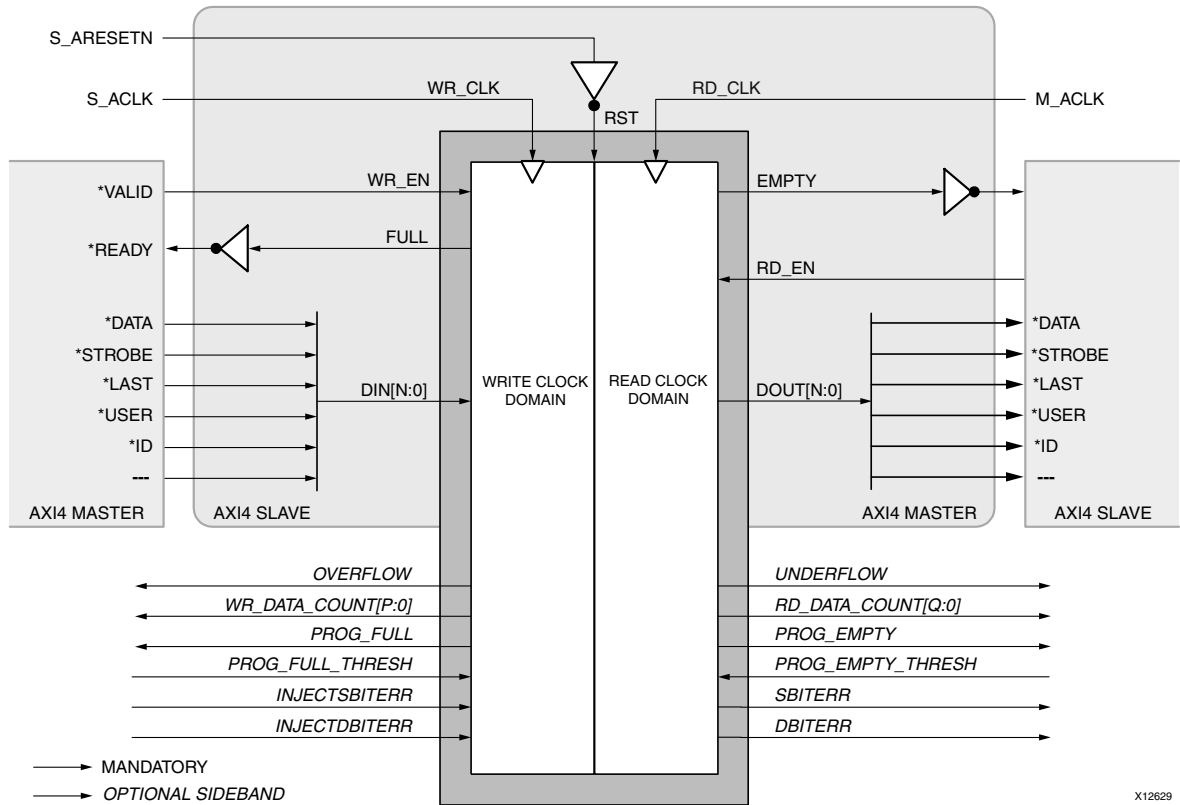 S_ARESETN
S_ACLK
WR_CLK
RD_CLK
M_ACLK
RST
*VALID
WR_EN
EMPTY
*READY
FULL
RD_EN
*DATA
*STROBE
*LAST
*USER
*ID
---
DIN[N:0]
WRITE CLOCK
DOMAIN
READ CLOCK
DOMAIN
DOUT[N:0]
*DATA
*STROBE
*LAST
*USER
*ID
---
AXI4 MASTER
AXI4 SLAVE
AXI4 MASTER
AXI4 SLAVE
OVERFLOW
UNDERFLOW
WR_DATA_COUNT[P:0]
RD_DATA_COUNT[Q:0]
PROG_FULL
PROG_EMPTY
PROG_FULL_THRESH
PROG_EMPTY_THRESH
INJECTSBITERR
SBITERR
INJECTDBITERR
DBITERR
MANDATORY
OPTIONAL SIDEBAND
X12629